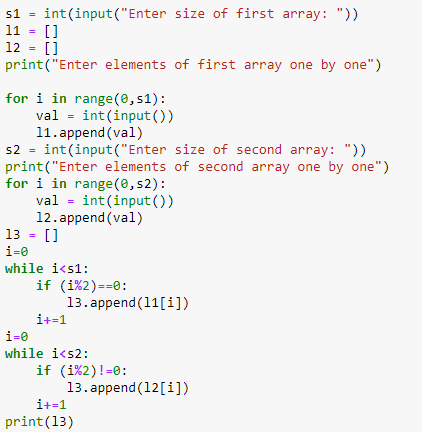 s1 = int(input("Enter size of first array: "))
l1 = []
l2 = []
print("Enter elements of first array one by one")

for i in range(0,s1):
    val = int(input())
    l1.append(val)
s2 = int(input("Enter size of second array: "))
print("Enter elements of second array one by one")
for i in range(0,s2):
    val = int(input())
    l2.append(val)
l3 = []
i=0
while i<s1:
    if (i%2)==0:
        l3.append(l1[i])
    i+=1
i=0
while i<s2:
    if (i%2)!=0:
        l3.append(l2[i])
    i+=1
print(l3)